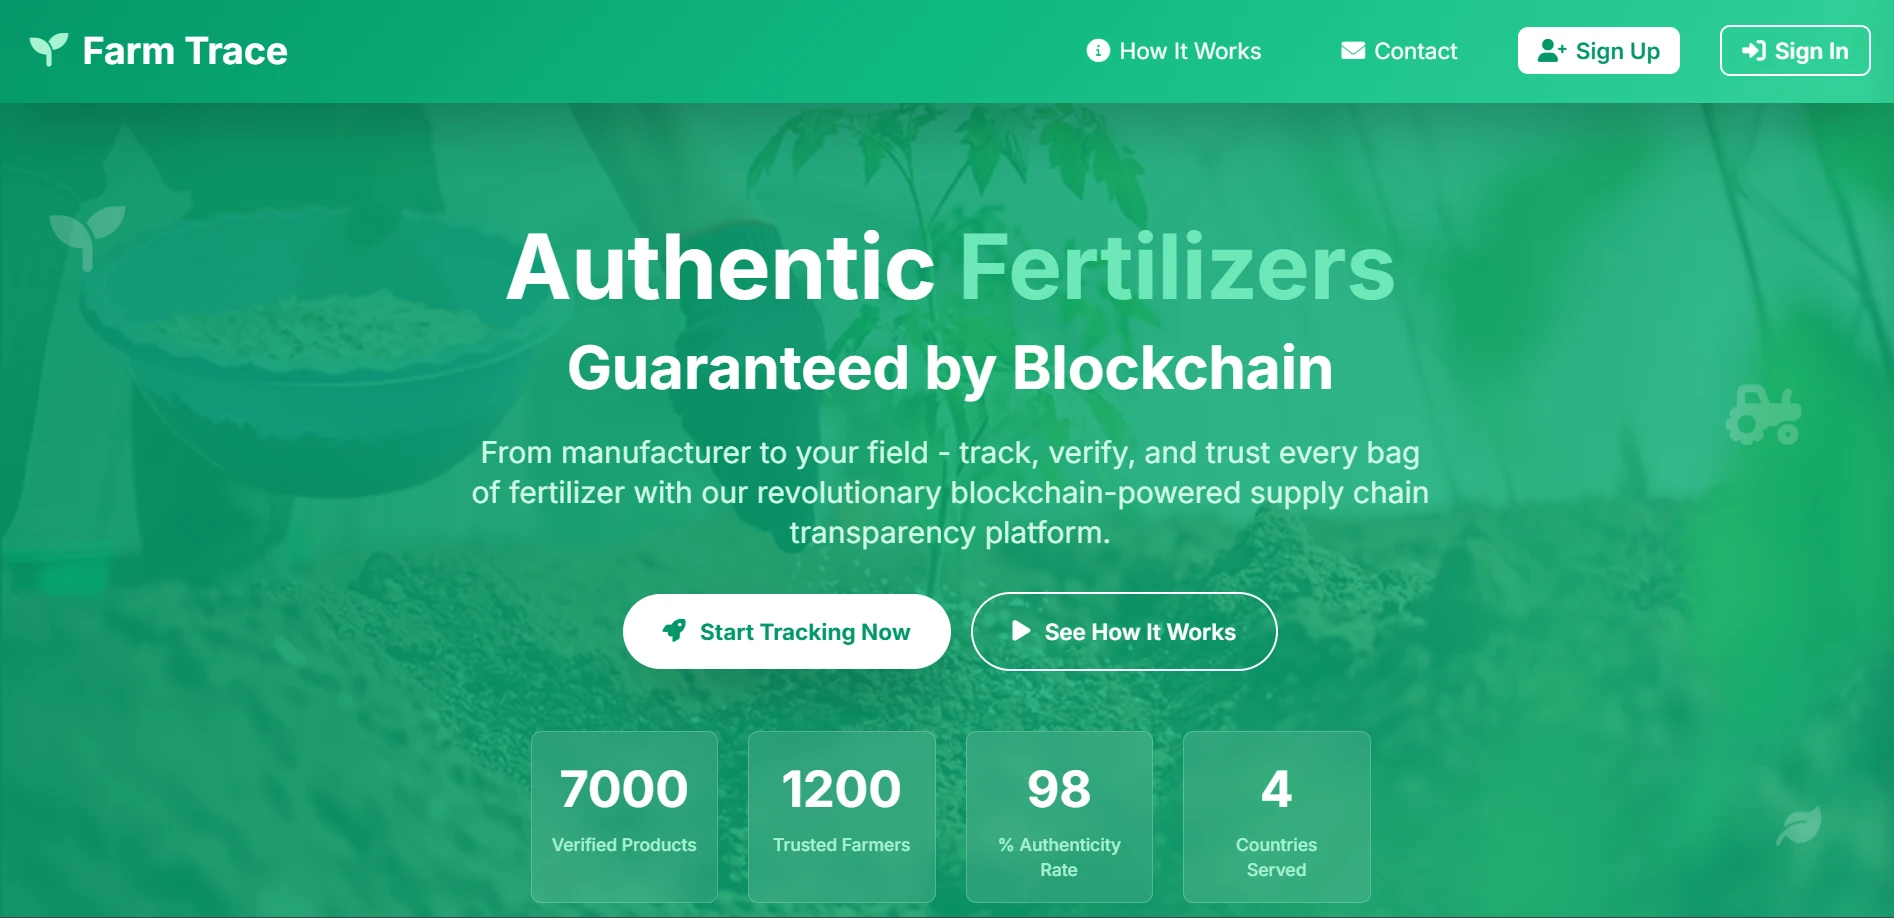 Farm Trace
How It Works
Contact
Sign Up
Sign In
Authentic Fertilizers
Guaranteed by Blockchain
From manufacturer to your field - track, verify, and trust every bag
of fertilizer with our revolutionary blockchain-powered supply chain
transparency platform.
Start Tracking Now
See How It Works
7000
Verified Products
1200
Trusted Farmers
98
% Authenticity
Rate
4
Countries
Served